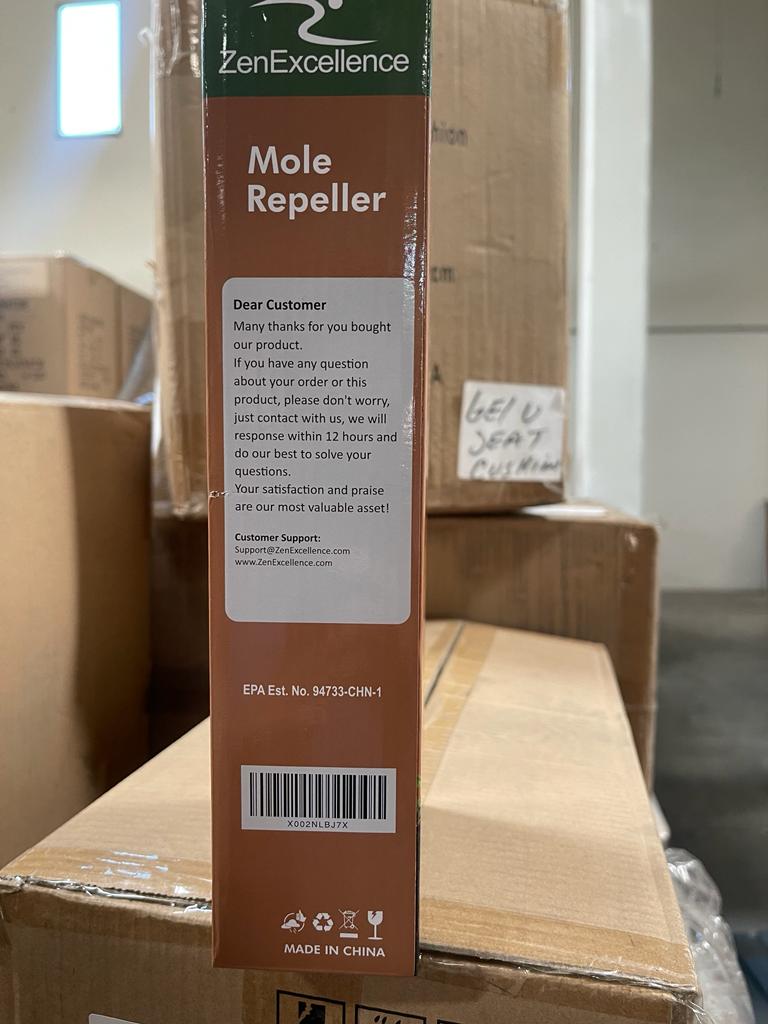 ZenExcellence
Mole
Repeller
Dear Customer
Many thanks for you bought
our product.
If you have any question
about your order or this
product, please don't worry,
just contact with us, we will
response within 12 hours and
do our best to solve your
questions.
Your satisfaction and praise
are our most valuable asset!
Customer Support:
Support@ZenExcellence.com
www.ZenExcellence.com
EPA Est. No. 94733-CHN-1
X002NLBJ7X
MADE IN CHINA
SEAT
CUSHION